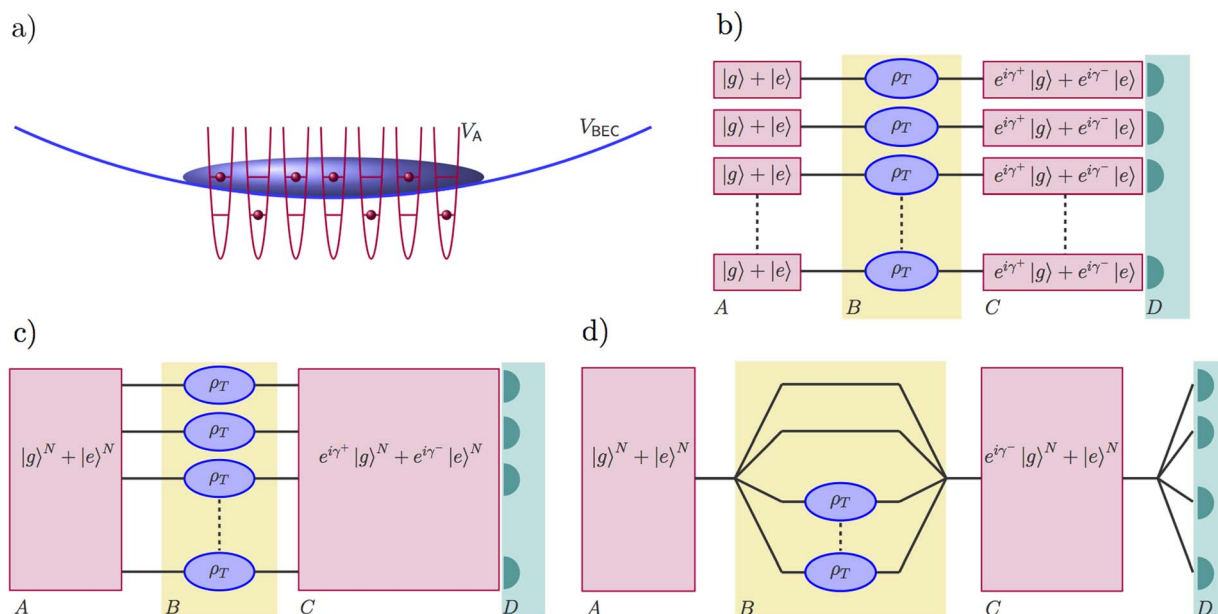 a)
V_A
V_BEC
b)
|g⟩ + |e⟩ ρ_T e^{iγ^+} |g⟩ + e^{iγ^-} |e⟩
|g⟩ + |e⟩ ρ_T e^{iγ^+} |g⟩ + e^{iγ^-} |e⟩
|g⟩ + |e⟩ ρ_T e^{iγ^+} |g⟩ + e^{iγ^-} |e⟩
|g⟩ + |e⟩ ρ_T e^{iγ^+} |g⟩ + e^{iγ^-} |e⟩
A B C D
c)
ρ_T
ρ_T
|g⟩^N + |e⟩^N ρ_T e^{iγ^+} |g⟩^N + e^{iγ^-} |e⟩^N
ρ_T
A B C D
d)
|g⟩^N + |e⟩^N e^{iγ^-} |g⟩^N + |e⟩^N
ρ_T
ρ_T
A B C D